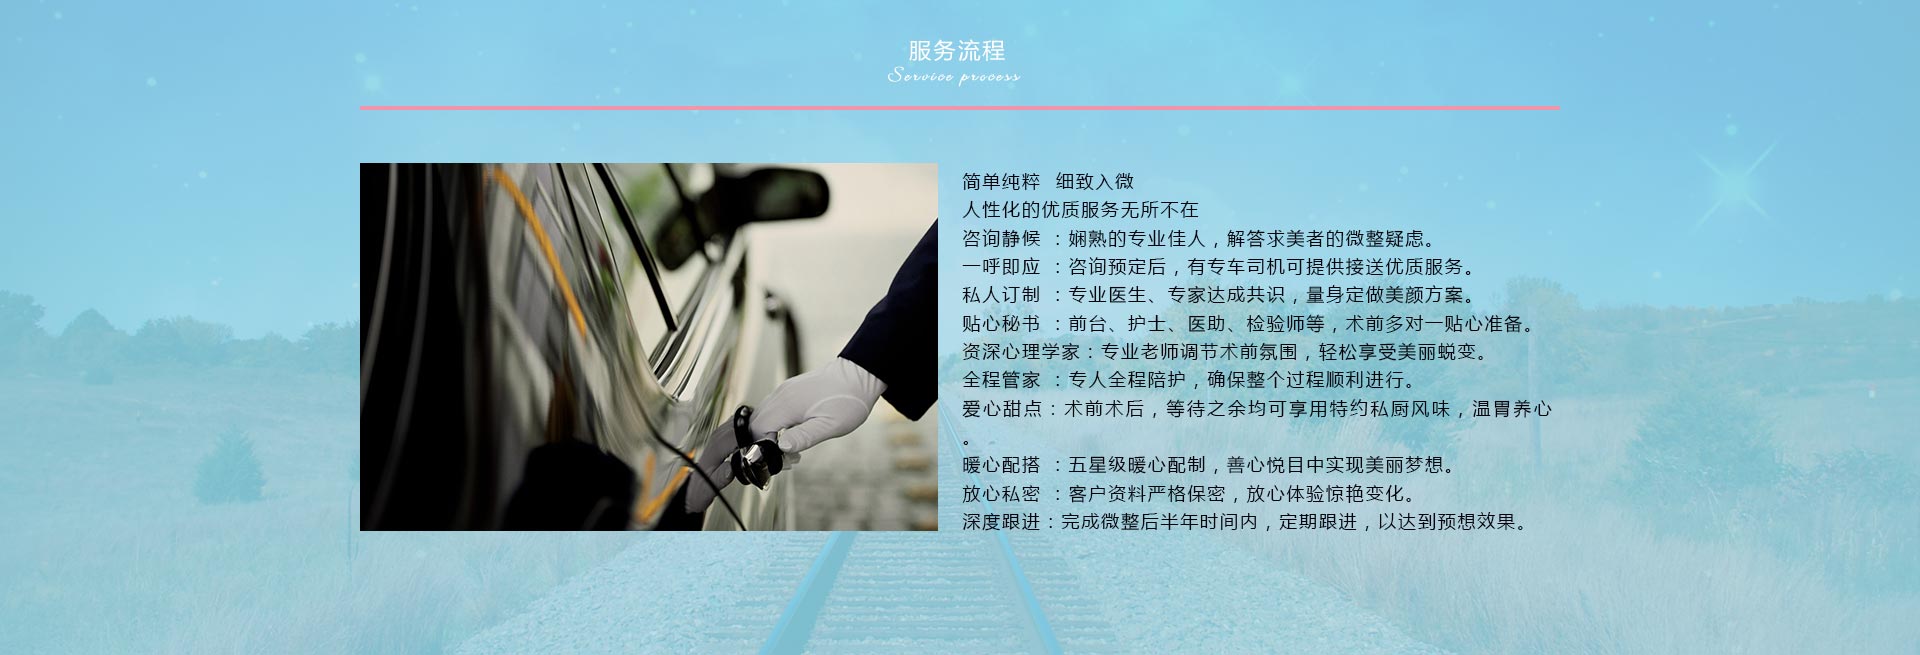 服务流程
Service process
简单纯粹  细致入微
人性化的优质服务无所不在
咨询静候 ：娴熟的专业佳人，解答求美者的微整疑虑。
一呼即应 ：咨询预定后，有专车司机可提供接送优质服务。
私人订制 ：专业医生、专家达成共识，量身定做美颜方案。
贴心秘书 ：前台、护士、医助、检验师等，术前多对一贴心准备。
资深心理学家：专业老师调节术前氛围，轻松享受美丽蜕变。
全程管家 ：专人全程陪护，确保整个过程顺利进行。
爱心甜点：术前术后，等待之余均可享用特约私厨风味，温胃养心
。
暖心配搭 ：五星级暖心配制，善心悦目中实现美丽梦想。
放心私密 ：客户资料严格保密，放心体验惊艳变化。
深度跟进：完成微整后半年时间内，定期跟进，以达到预想效果。